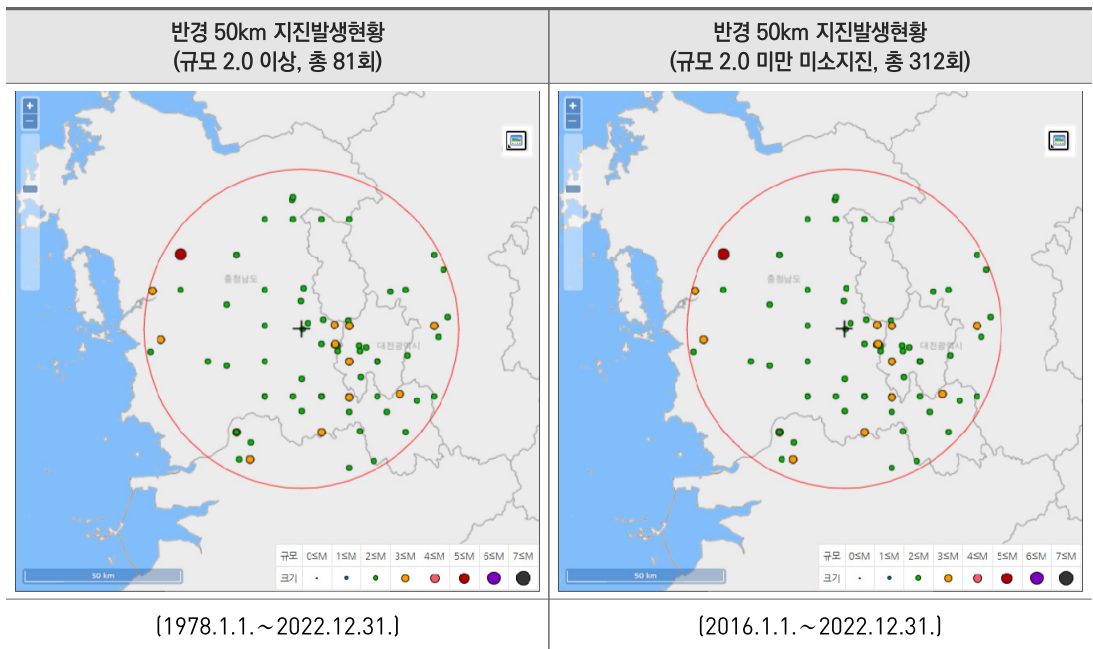 반경 50km 지진발생현황
(규모 2.0 이상, 총 81회)
반경 50km 지진발생현황
(규모 2.0 미만 미소지진, 총 312회)
+
−
충청남도
대전광역시
규모 0≤M 1≤M 2≤M 3≤M 4≤M 5≤M 6≤M 7≤M
크기
50 km
+
−
충청남도
대전광역시
규모 0≤M 1≤M 2≤M 3≤M 4≤M 5≤M 6≤M 7≤M
크기
50 km
(1978.1.1.~2022.12.31.)
(2016.1.1.~2022.12.31.)